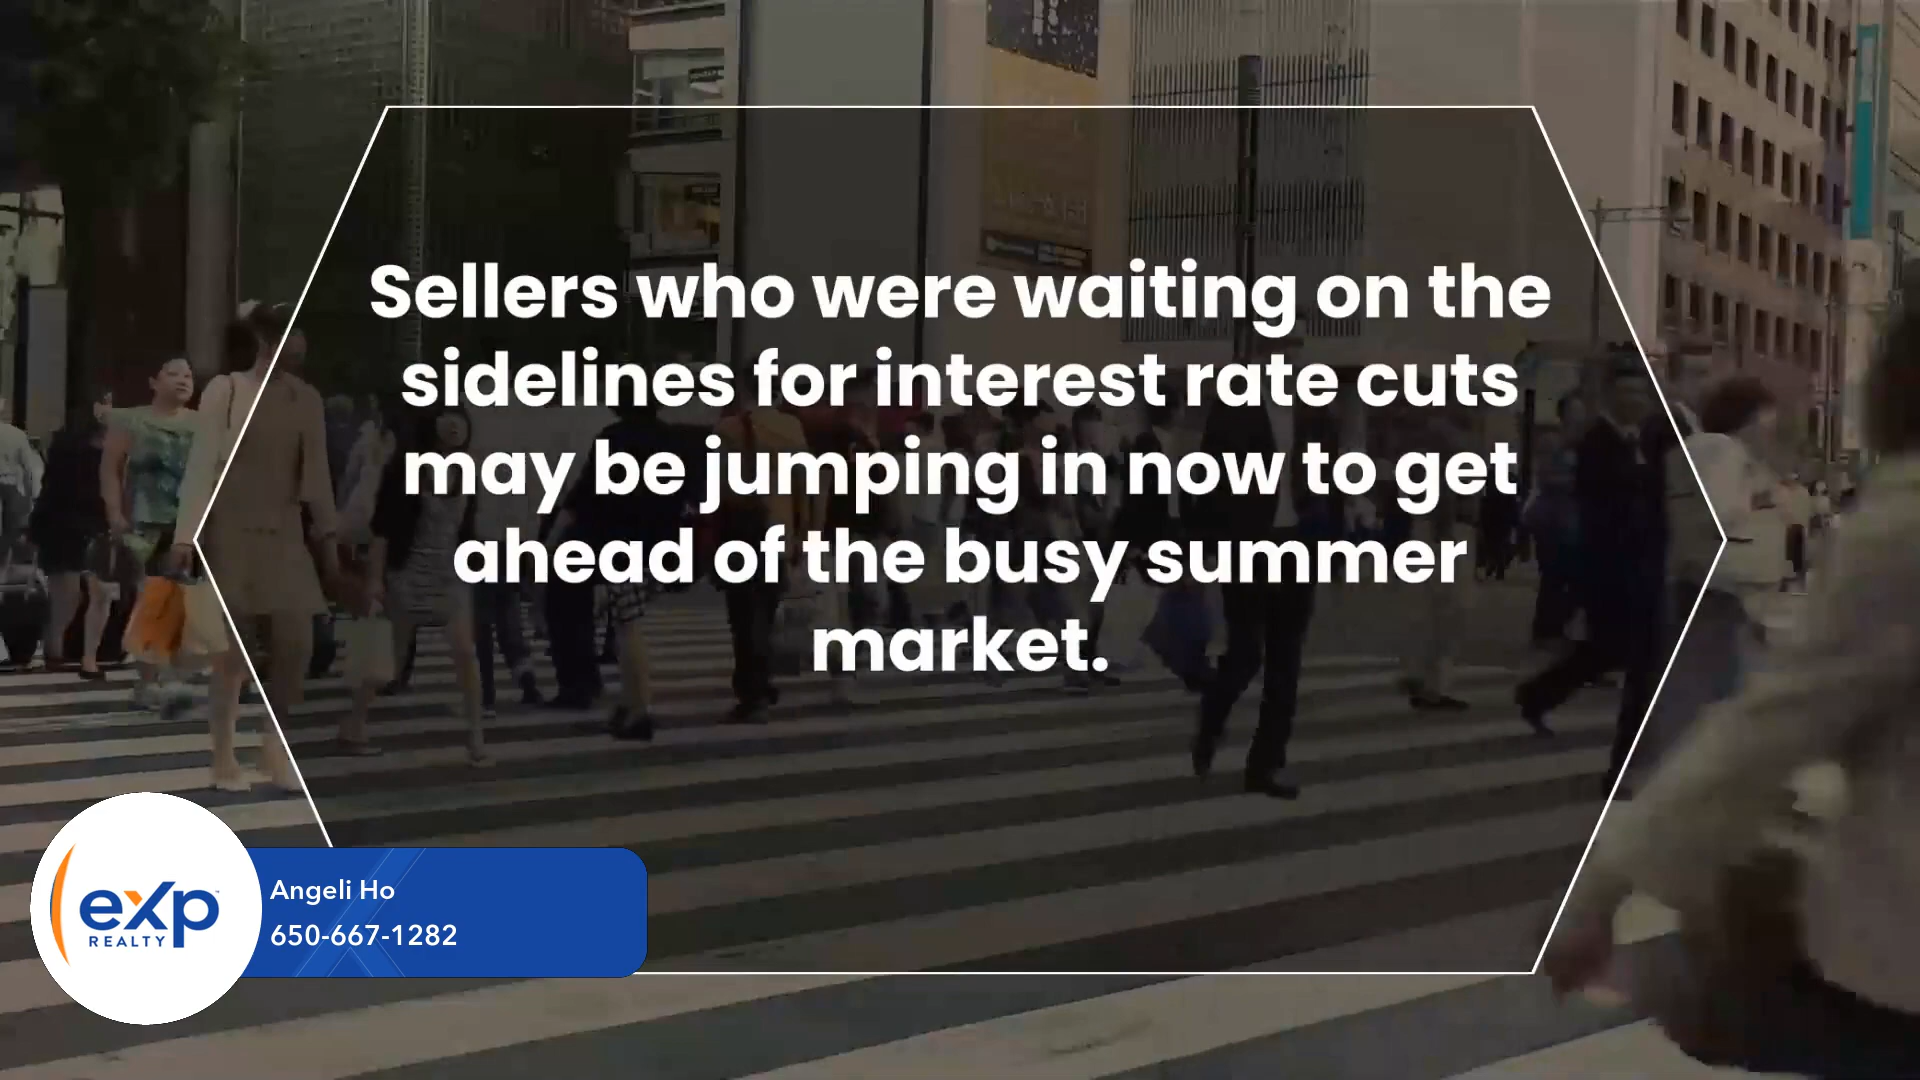 Sellers who were waiting on the
sidelines for interest rate cuts
may be jumping in now to get
ahead of the busy summer
market.
eXp
REALTY
Angeli Ho
650-667-1282